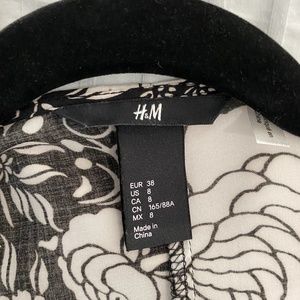 H&M
EUR 38
US 8
CA 8
CN 165/88A
MX 8
Made in
China